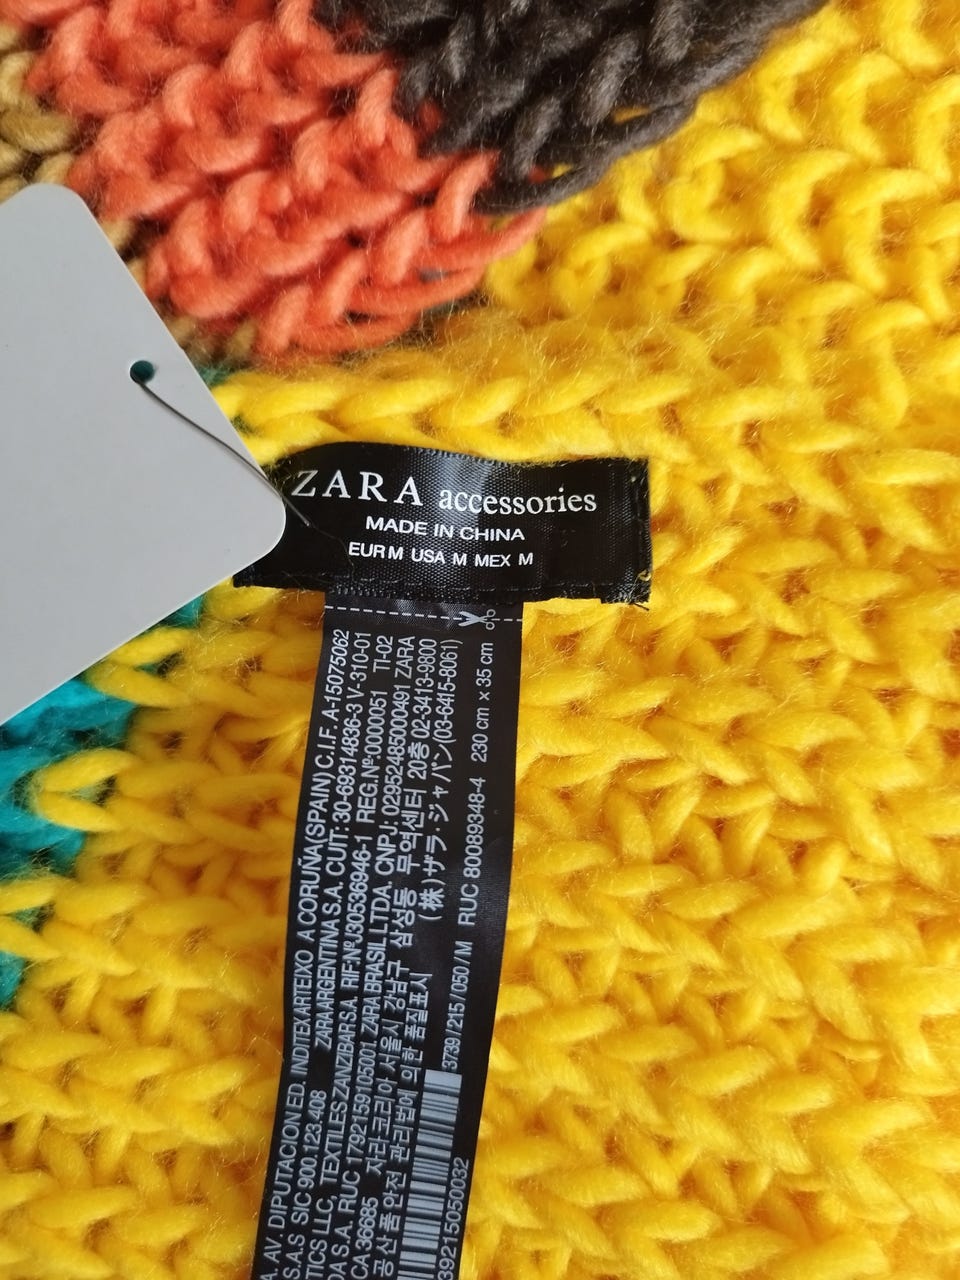 ZARA accessories
MADE IN CHINA
EUR M USA M MEX M
A. AV. DIPUTACION ED. INDITEX ARTEIXO A CORUÑA (SPAIN) C.I.F. A-15075062
S.A.S SIC 900.123.408 ZARA ARGENTINA S.A. CUIT: 30-69314836-3 V-310-01
TICS LLC, TEXTILES ZANZIBAR S.A. RIF-Nº J30536946-1 REG.Nº 0000051 TI-02
DA S.A. RUC 1792159105001 ZARA BRASIL LTDA. CNPJ: 02952485000491 ZARA
CA 36685 자라코리아 서울시 강남구 삼성동 무역센터 20층 02-3413-9800
공산품안전 관리법에 의한 품질표시 (株)ザラ・ジャパン(03-6415-8061)
3739/215/050/M RUC 80089348-4 230 cm x 35 cm
39215050032